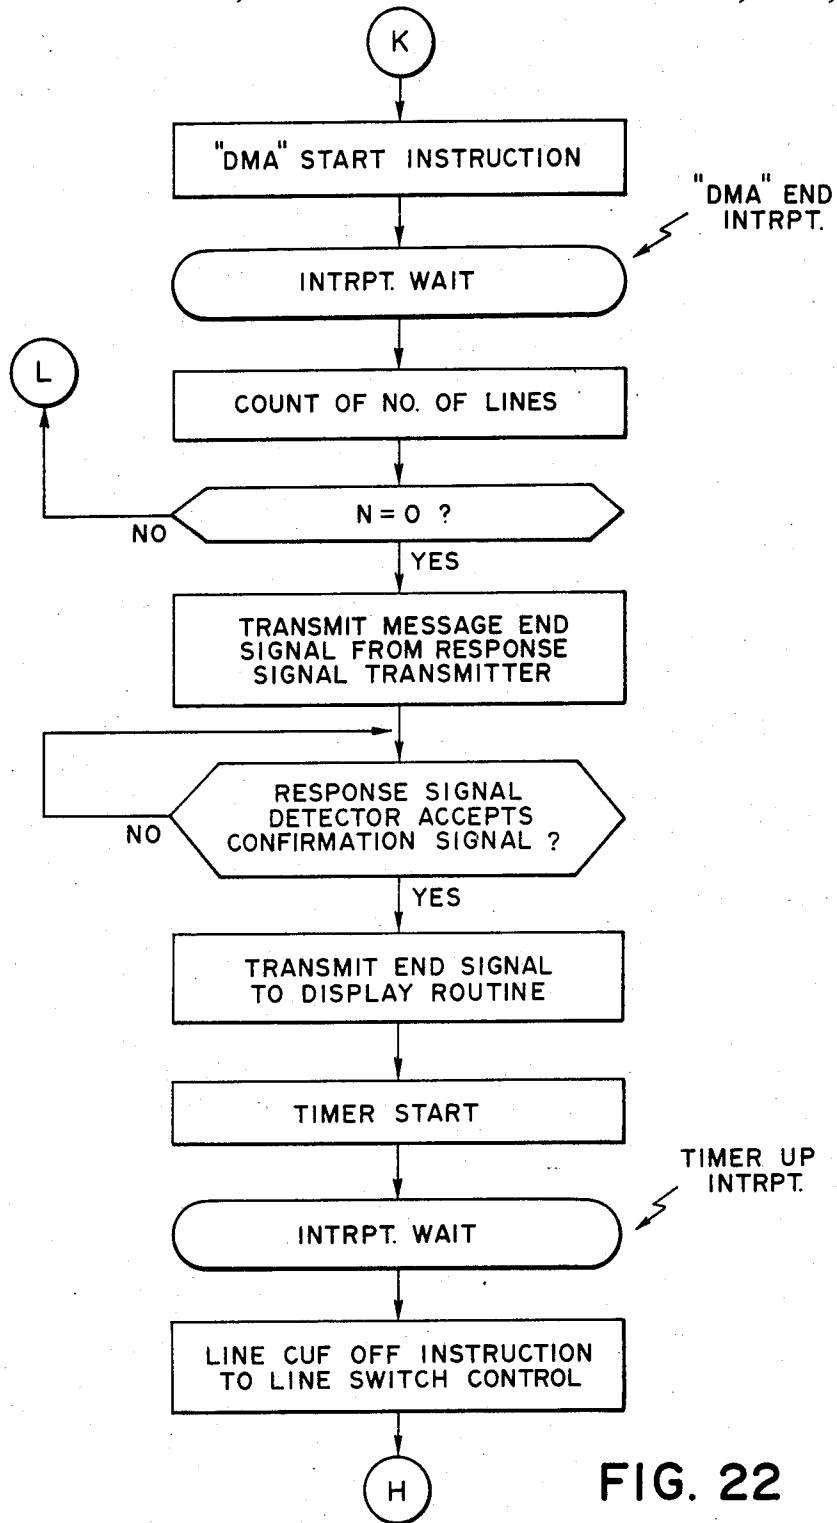 K
"DMA" START INSTRUCTION
"DMA" END
INTRPT.
INTRPT. WAIT
L
COUNT OF NO. OF LINES
N = 0 ?
NO
YES
TRANSMIT MESSAGE END
SIGNAL FROM RESPONSE
SIGNAL TRANSMITTER
RESPONSE SIGNAL
DETECTOR ACCEPTS
CONFIRMATION SIGNAL ?
NO
YES
TRANSMIT END SIGNAL
TO DISPLAY ROUTINE
TIMER START
TIMER UP
INTRPT.
INTRPT. WAIT
LINE CUF OFF INSTRUCTION
TO LINE SWITCH CONTROL
H
FIG. 22